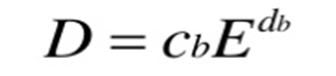 D = c_b E^{d_b}